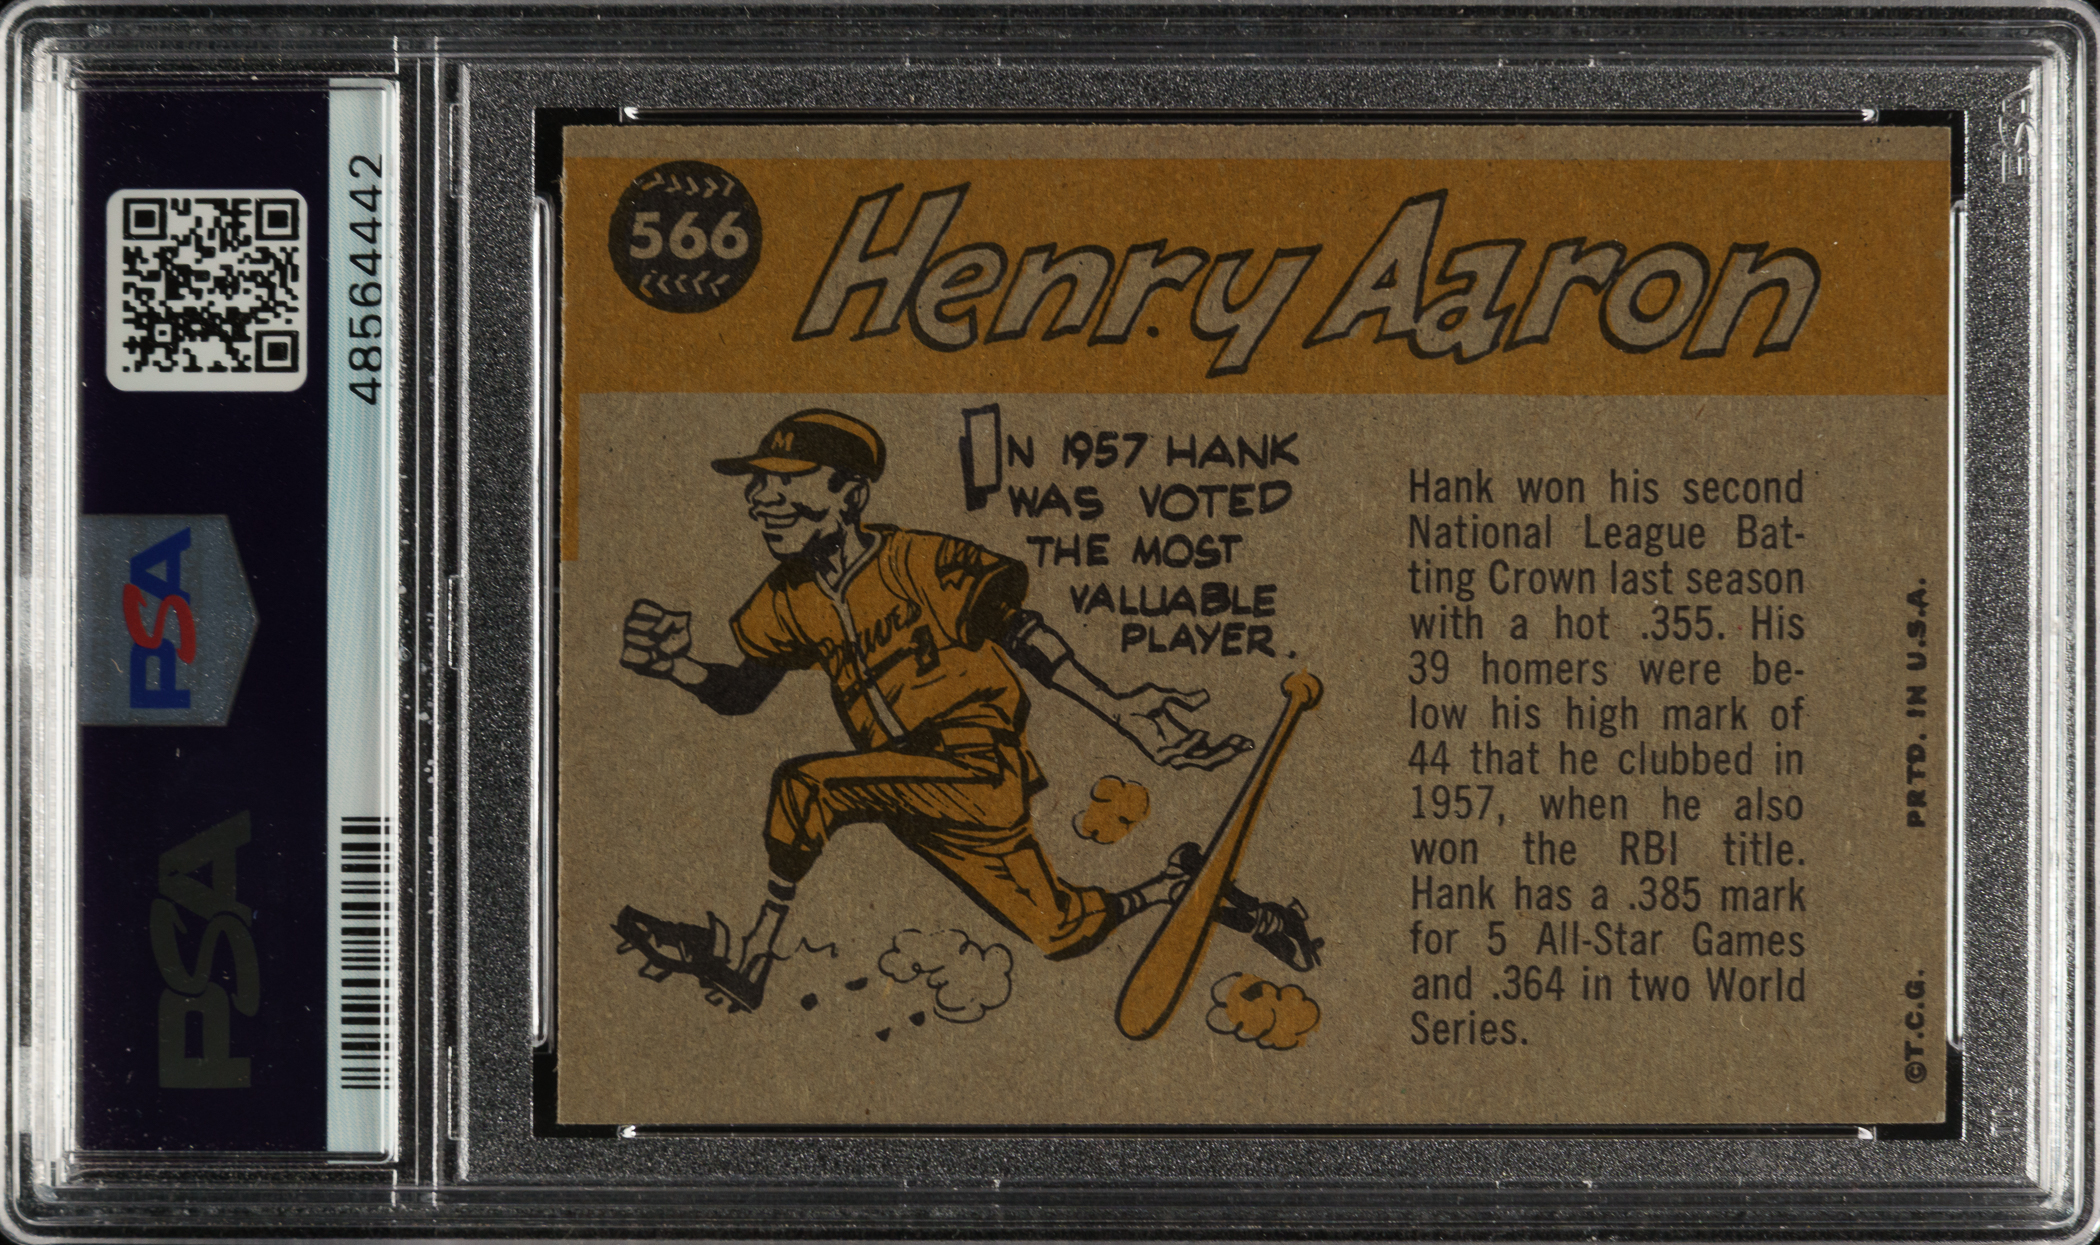 48564442
PSA
PSA
566
Henry Aaron
IN 1957 HANK
WAS VOTED
THE MOST
VALUABLE
PLAYER.
M
Braves
Hank won his second
National League Bat-
ting Crown last season
with a hot .355. His
39 homers were be-
low his high mark of
44 that he clubbed in
1957, when he also
won the RBI title.
Hank has a .385 mark
for 5 All-Star Games
and .364 in two World
Series.
©T.C.G. PRTD. IN U.S.A.
PSA